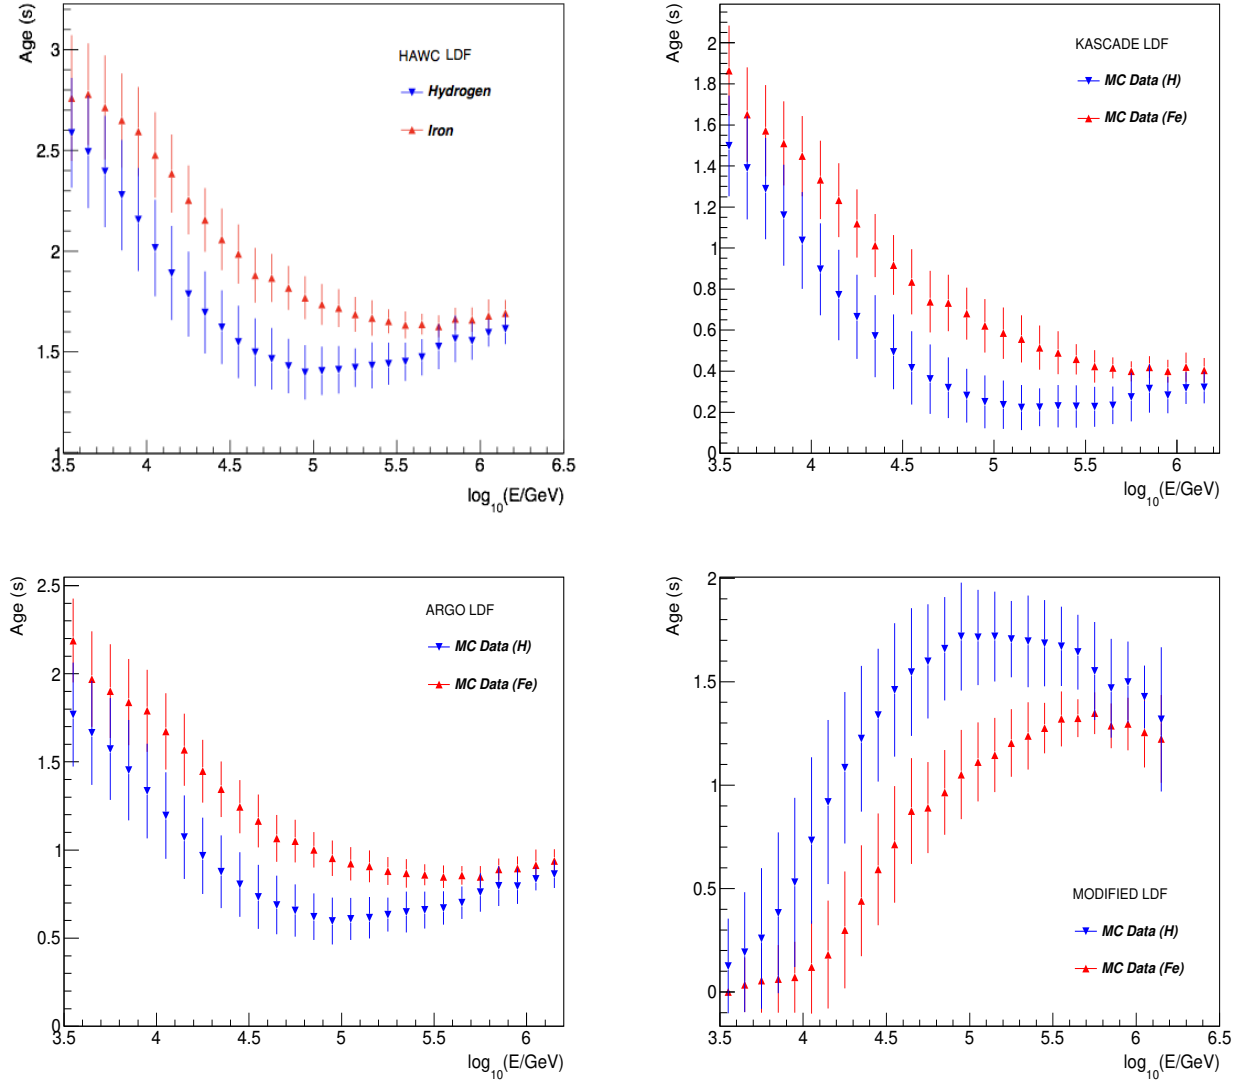 Age (s)
HAWC LDF
Hydrogen
Iron
3
2.5
2
1.5
1
3.5 4 4.5 5 5.5 6 6.5
log10(E/GeV)
Age (s)
KASCADE LDF
MC Data (H)
MC Data (Fe)
2
1.8
1.6
1.4
1.2
1
0.8
0.6
0.4
0.2
0
3.5 4 4.5 5 5.5 6
log10(E/GeV)
Age (s)
ARGO LDF
MC Data (H)
MC Data (Fe)
2.5
2
1.5
1
0.5
0
3.5 4 4.5 5 5.5 6
log10(E/GeV)
Age (s)
2
1.5
1
0.5
0
MODIFIED LDF
MC Data (H)
MC Data (Fe)
3.5 4 4.5 5 5.5 6 6.5
log10(E/GeV)